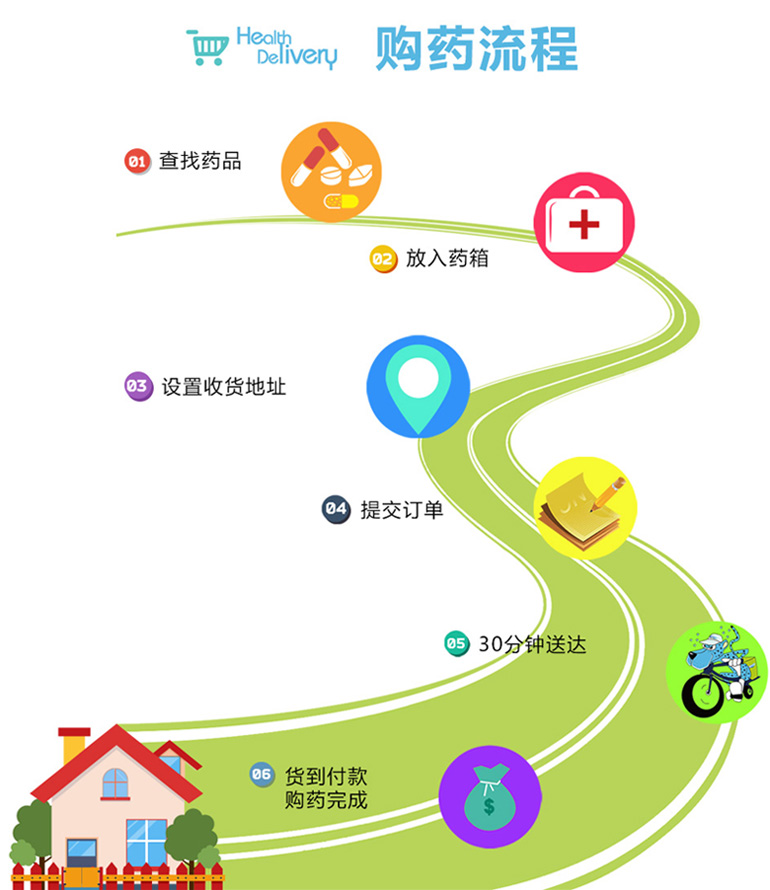 Health
Delivery
购药流程
01 查找药品
02 放入药箱
03 设置收货地址
04 提交订单
05 30分钟送达
06 货到付款
购药完成
$